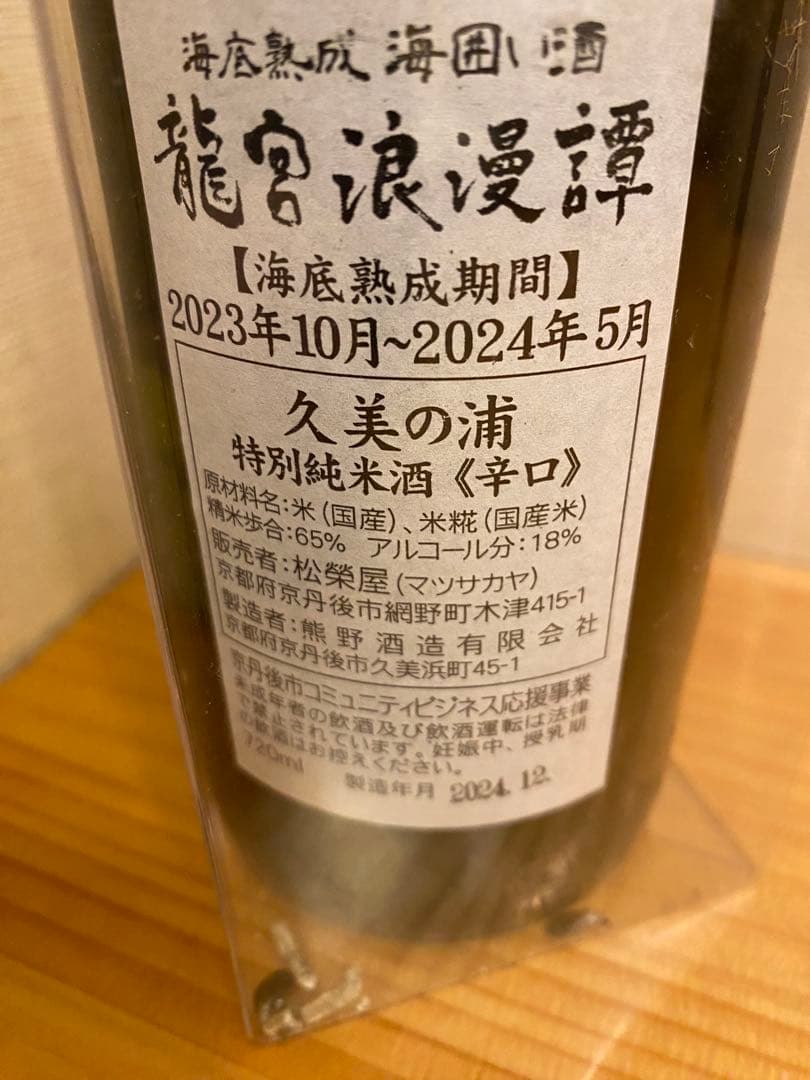 海底熟成 海囲い酒
龍宮浪漫譚
【海底熟成期間】
2023年10月~2024年5月
久美の浦
特別純米酒《辛口》
原材料名:米(国産)、米糀(国産米)
精米歩合:65% アルコール分:18%
販売者:松榮屋(マツサカヤ)
京都府京丹後市網野町木津415-1
製造者:熊野酒造有限会社
京都府京丹後市久美浜町45-1
京丹後市コミュニティビジネス応援事業
未成年者の飲酒及び飲酒運転は法律
で禁止されています。妊娠中、授乳期
の飲酒はお控えください。
720ml
製造年月 2024.12.